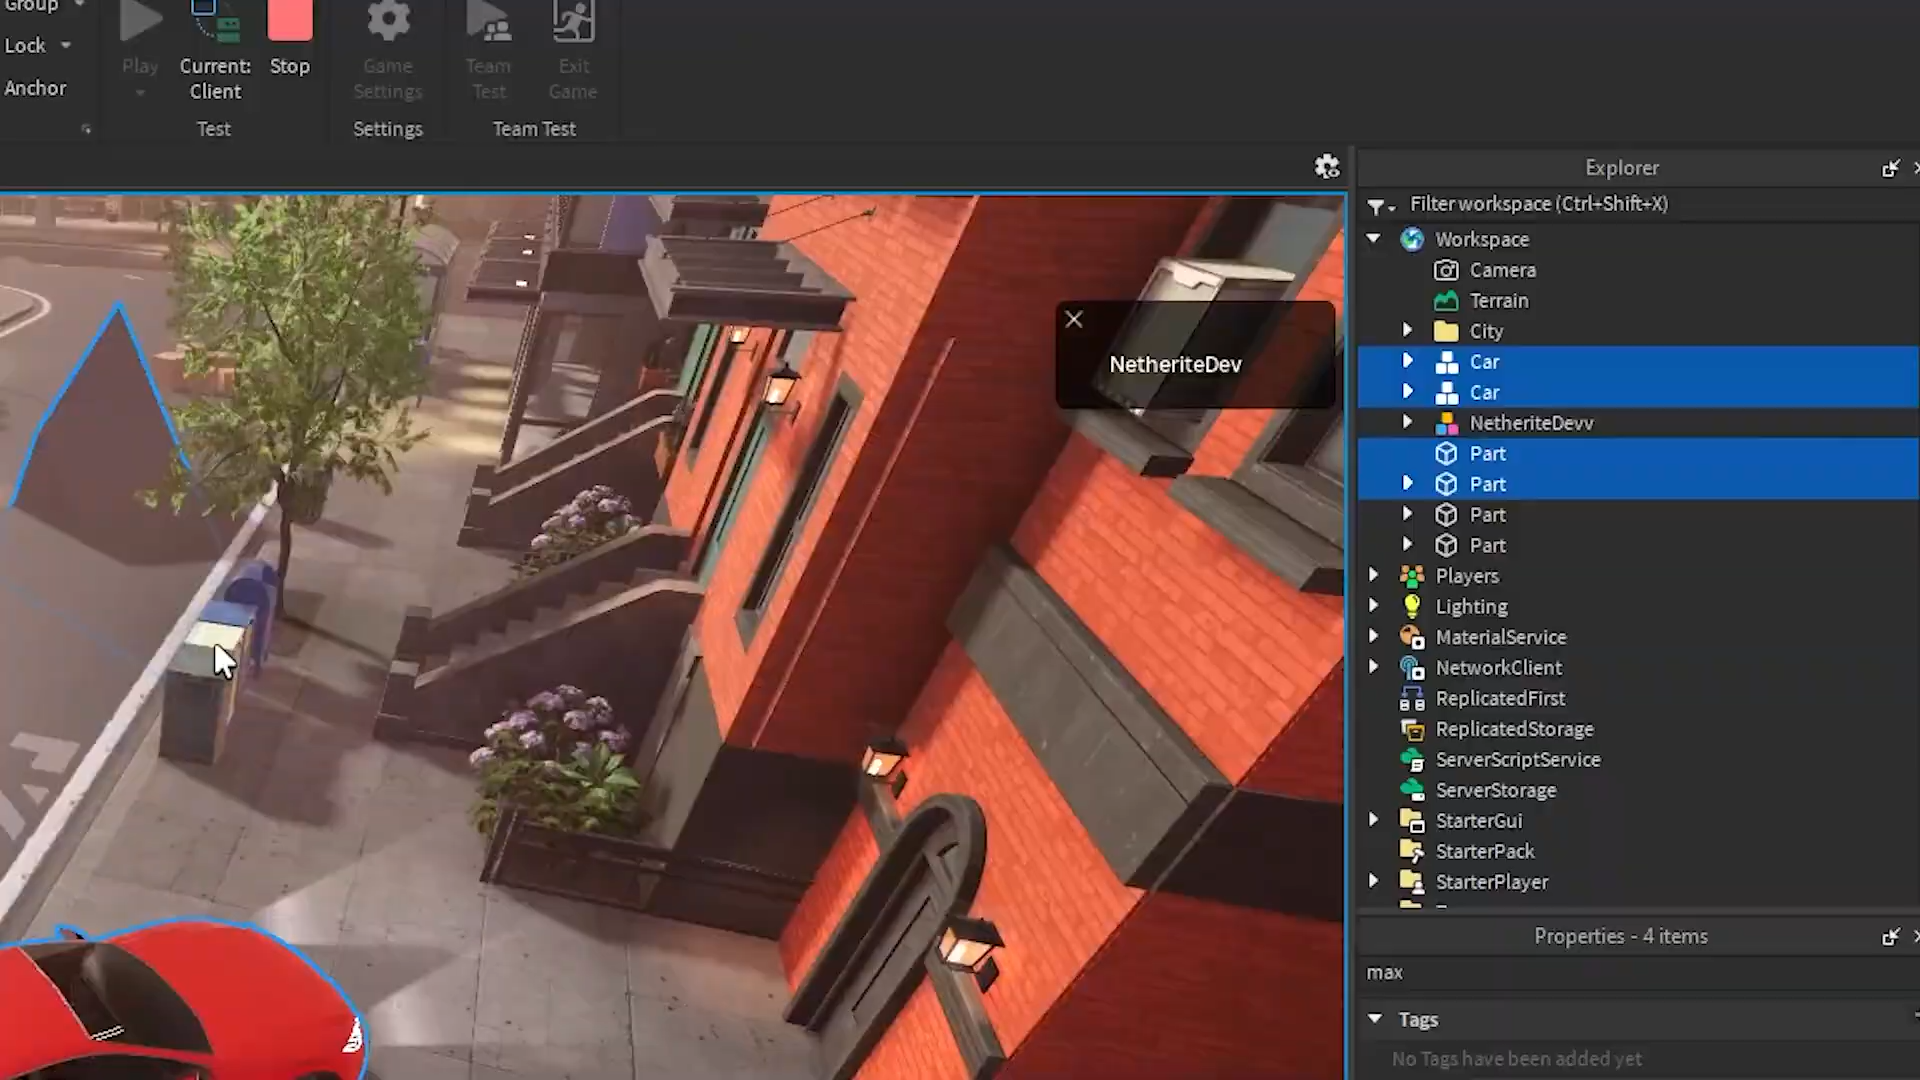 Group
Lock
Anchor
Play
Current:
Client
Stop
Test
Game
Settings
Settings
Team
Test
Exit
Game
Team Test
NetheriteDev
Explorer
Filter workspace (Ctrl+Shift+X)
Workspace
Camera
Terrain
City
Car
Car
NetheriteDevv
Part
Part
Part
Part
Players
Lighting
MaterialService
NetworkClient
ReplicatedFirst
ReplicatedStorage
ServerScriptService
ServerStorage
StarterGui
StarterPack
StarterPlayer
Properties - 4 items
max
Tags
No Tags have been added yet